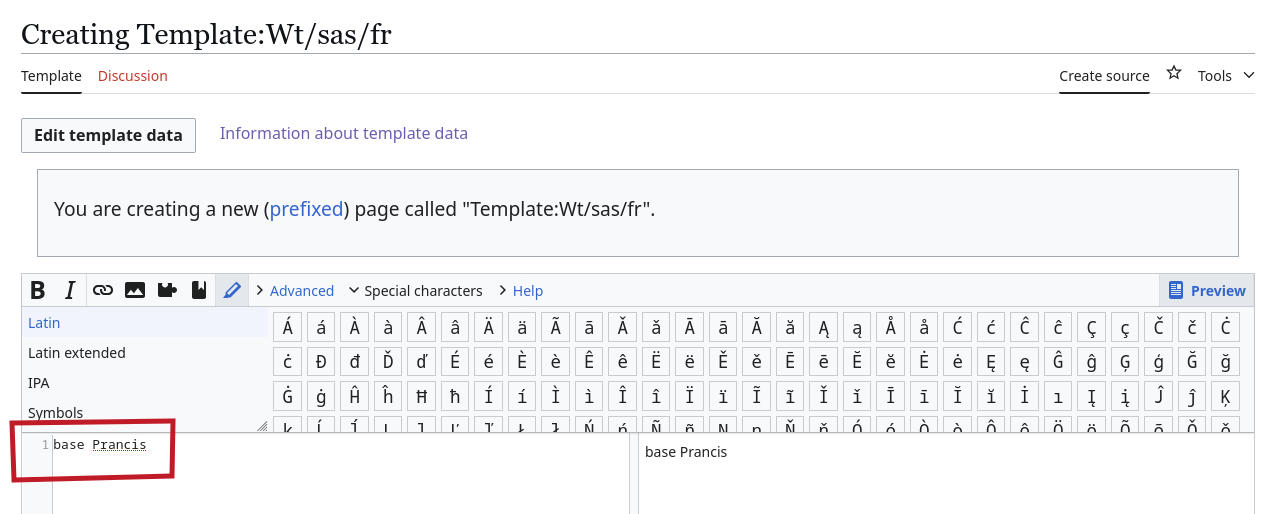 Creating Template:Wt/sas/fr
Template Discussion Create source Tools
Edit template data Information about template data
You are creating a new (prefixed) page called "Template:Wt/sas/fr".
B I Advanced Special characters Help Preview
Latin
Latin extended
IPA
Symbols
Á á À à Â â Ä ä Ã ã Ǎ ǎ Ā ā Ă ă Ą ą Å å Ć ć Ĉ ĉ Ç ç Č č Ċ
ċ Đ đ Ď ď É é È è Ê ê Ë ë Ě ě Ē ē Ĕ ĕ Ė ė Ę ę Ĝ ĝ Ģ ģ Ğ ğ
Ġ ġ Ĥ ĥ Ħ ħ Í í Ì ì Î î Ï ï Ĩ ĩ Ǐ ǐ Ī ī Ĭ ĭ İ ı Į į Ĵ ĵ Ķ
1 base Prancis
base Prancis